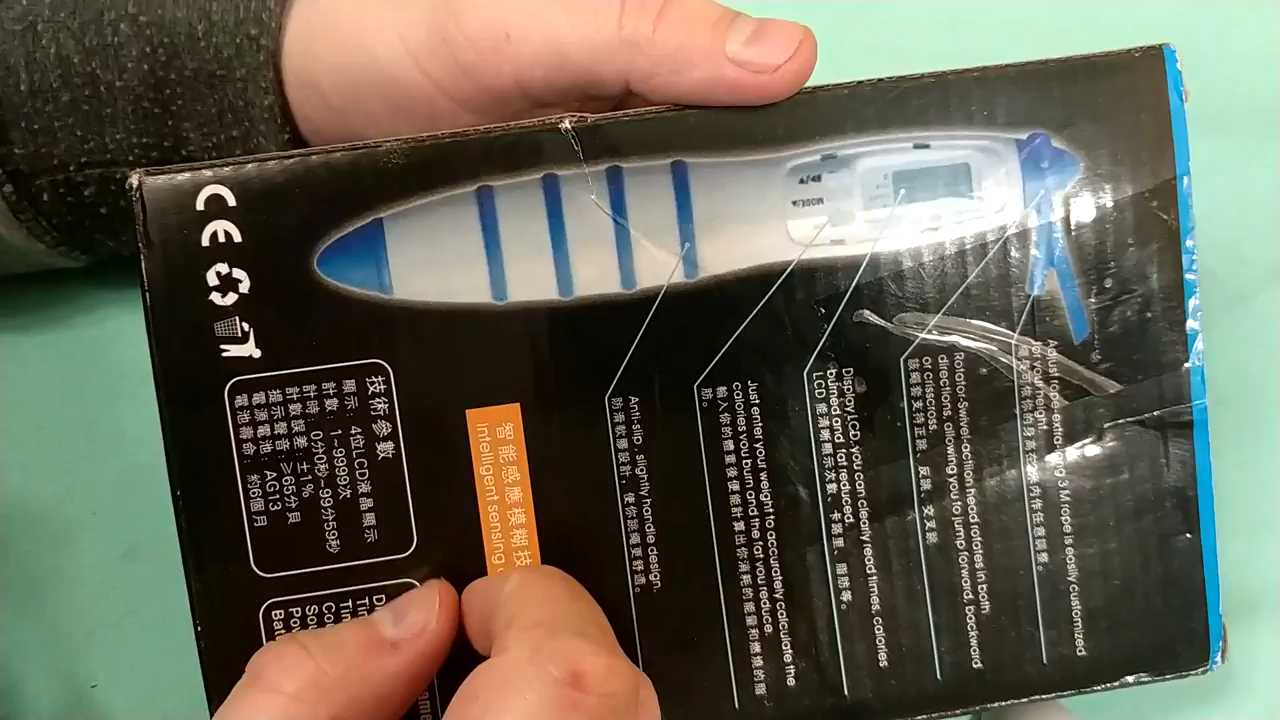 Adjust rope-extra-long 3 M rope is easily customized
for your height.
Rotator-Swivel-action head rotates in both
directions, allowing you to jump forward, backward
or crisscross.
該繩套支持正跳、反跳、交叉跳
Display LCD, you can clearly read times, calories
burned and fat reduced.
LCD 能清晰顯示次數、卡路里、脂肪等。
Just enter your weight to accurately calculate the
calories you burn and the fat you reduce.
輸入你的體重後便能計算出你消耗的能量和燃燒的脂
肪。
Anti-slip, slightly handle design.
防滑軟膠設計，使你跳繩更舒適。
MODE/▲
智能感應模糊技
Intelligent sensing
技術參數
顯示：4位LCD液晶顯示
計數：1~9999次
計時：0分0秒~99分59秒
計數誤差：±1%
提示聲音：≥65分貝
電源電池：AG13
電池壽命：約6個月
CE